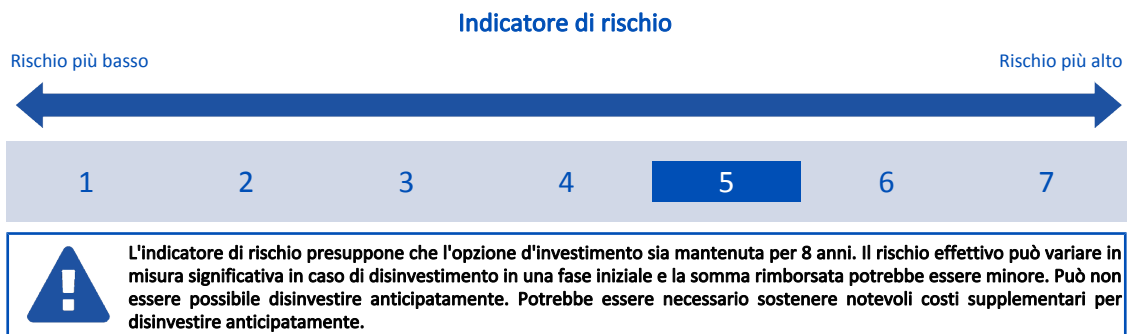 Indicatore di rischio
Rischio più basso
Rischio più alto
1 2 3 4 5 6 7
L'indicatore di rischio presuppone che l'opzione d'investimento sia mantenuta per 8 anni. Il rischio effettivo può variare in
misura significativa in caso di disinvestimento in una fase iniziale e la somma rimborsata potrebbe essere minore. Può non
essere possibile disinvestire anticipatamente. Potrebbe essere necessario sostenere notevoli costi supplementari per
disinvestire anticipatamente.